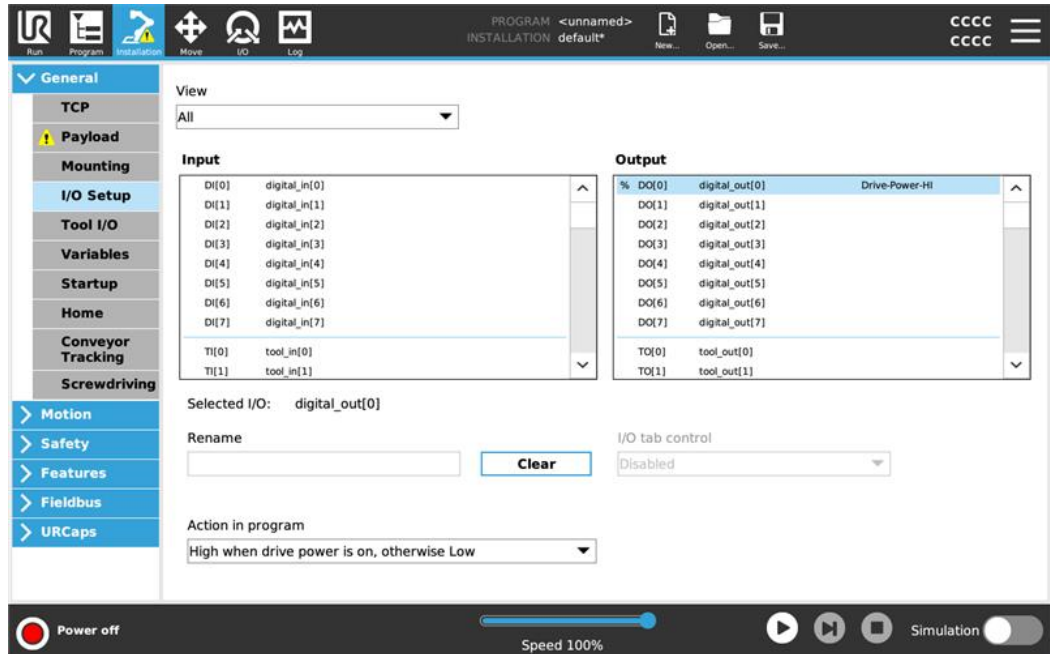 PROGRAM <unnamed>
INSTALLATION default*
UR
Run
Program
Installation
Move
I/O
Log
New...
Open...
Save...
CCCC
CCCC
General
TCP
Payload
Mounting
I/O Setup
Tool I/O
Variables
Startup
Home
Conveyor
Tracking
Screwdriving
Motion
Safety
Features
Fieldbus
URCaps
View
All
Input
DI[0] digital_in[0]
DI[1] digital_in[1]
DI[2] digital_in[2]
DI[3] digital_in[3]
DI[4] digital_in[4]
DI[5] digital_in[5]
DI[6] digital_in[6]
DI[7] digital_in[7]
TI[0] tool_in[0]
TI[1] tool_in[1]
Output
% DO[0] digital_out[0] Drive-Power-HI
DO[1] digital_out[1]
DO[2] digital_out[2]
DO[3] digital_out[3]
DO[4] digital_out[4]
DO[5] digital_out[5]
DO[6] digital_out[6]
DO[7] digital_out[7]
TO[0] tool_out[0]
TO[1] tool_out[1]
Selected I/O: digital_out[0]
Rename
Clear
I/O tab control
Disabled
Action in program
High when drive power is on, otherwise Low
Power off
Speed 100%
Simulation